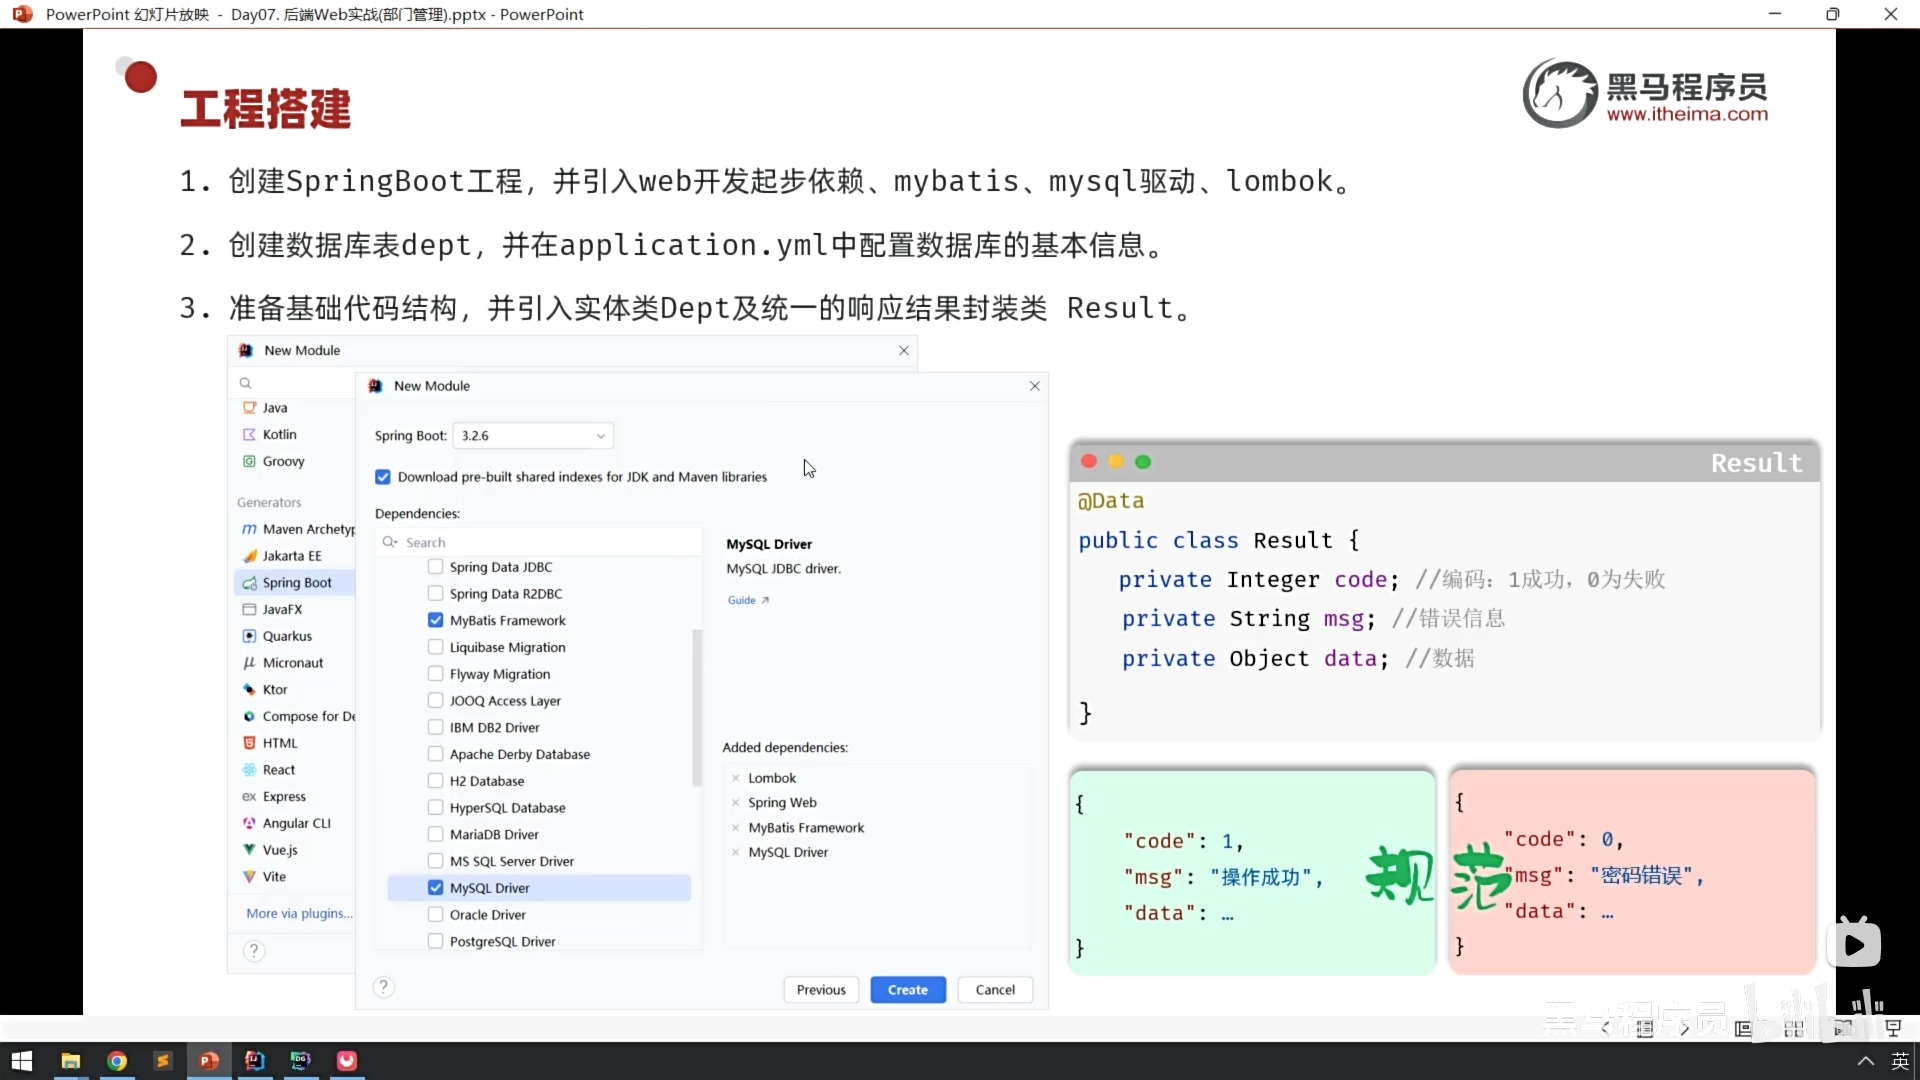 PowerPoint 幻灯片放映 - Day07. 后端Web实战(部门管理).pptx - PowerPoint
工程搭建
黑马程序员
www.itheima.com
1. 创建SpringBoot工程，并引入web开发起步依赖、mybatis、mysql驱动、lombok。
2. 创建数据库表dept，并在application.yml中配置数据库的基本信息。
3. 准备基础代码结构，并引入实体类Dept及统一的响应结果封装类 Result。
New Module
Java
Kotlin
Groovy
Generators
Maven Archetyp
Jakarta EE
Spring Boot
JavaFX
Quarkus
Micronaut
Ktor
Compose for De
HTML
React
Express
Angular CLI
Vue.js
Vite
More via plugins...
New Module
Spring Boot: 3.2.6
Download pre-built shared indexes for JDK and Maven libraries
Dependencies:
Search
Spring Data JDBC
Spring Data R2DBC
MyBatis Framework
Liquibase Migration
Flyway Migration
JOOQ Access Layer
IBM DB2 Driver
Apache Derby Database
H2 Database
HyperSQL Database
MariaDB Driver
MS SQL Server Driver
MySQL Driver
Oracle Driver
PostgreSQL Driver
MySQL Driver
MySQL JDBC driver.
Guide ↗
Added dependencies:
× Lombok
× Spring Web
× MyBatis Framework
× MySQL Driver
?
?
Previous Create Cancel
Result
@Data
public class Result {
private Integer code; //编码：1成功，0为失败
private String msg; //错误信息
private Object data; //数据
}
{
"code": 1,
"msg": "操作成功",
"data": …
}
规范
{
"code": 0,
"msg": "密码错误",
"data": …
}
黑马程序员 bilibili
英